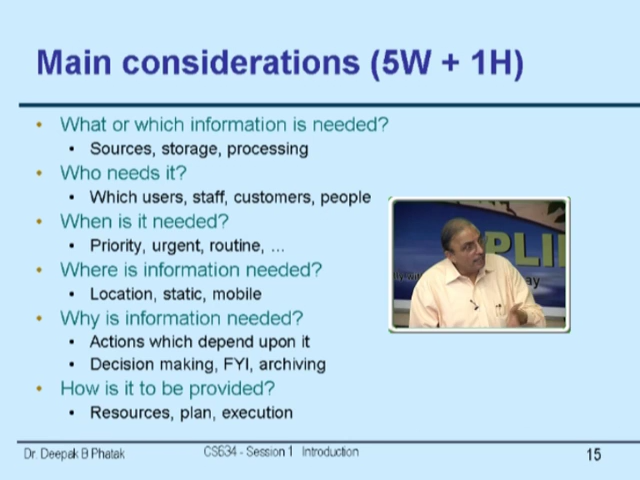 Main considerations (5W + 1H)
• What or which information is needed?
• Sources, storage, processing
• Who needs it?
• Which users, staff, customers, people
• When is it needed?
• Priority, urgent, routine, ...
• Where is information needed?
• Location, static, mobile
• Why is information needed?
• Actions which depend upon it
• Decision making, FYI, archiving
• How is it to be provided?
• Resources, plan, execution
PLI
ay
Dr. Deepak B Phatak
CS634 - Session 1 Introduction
15